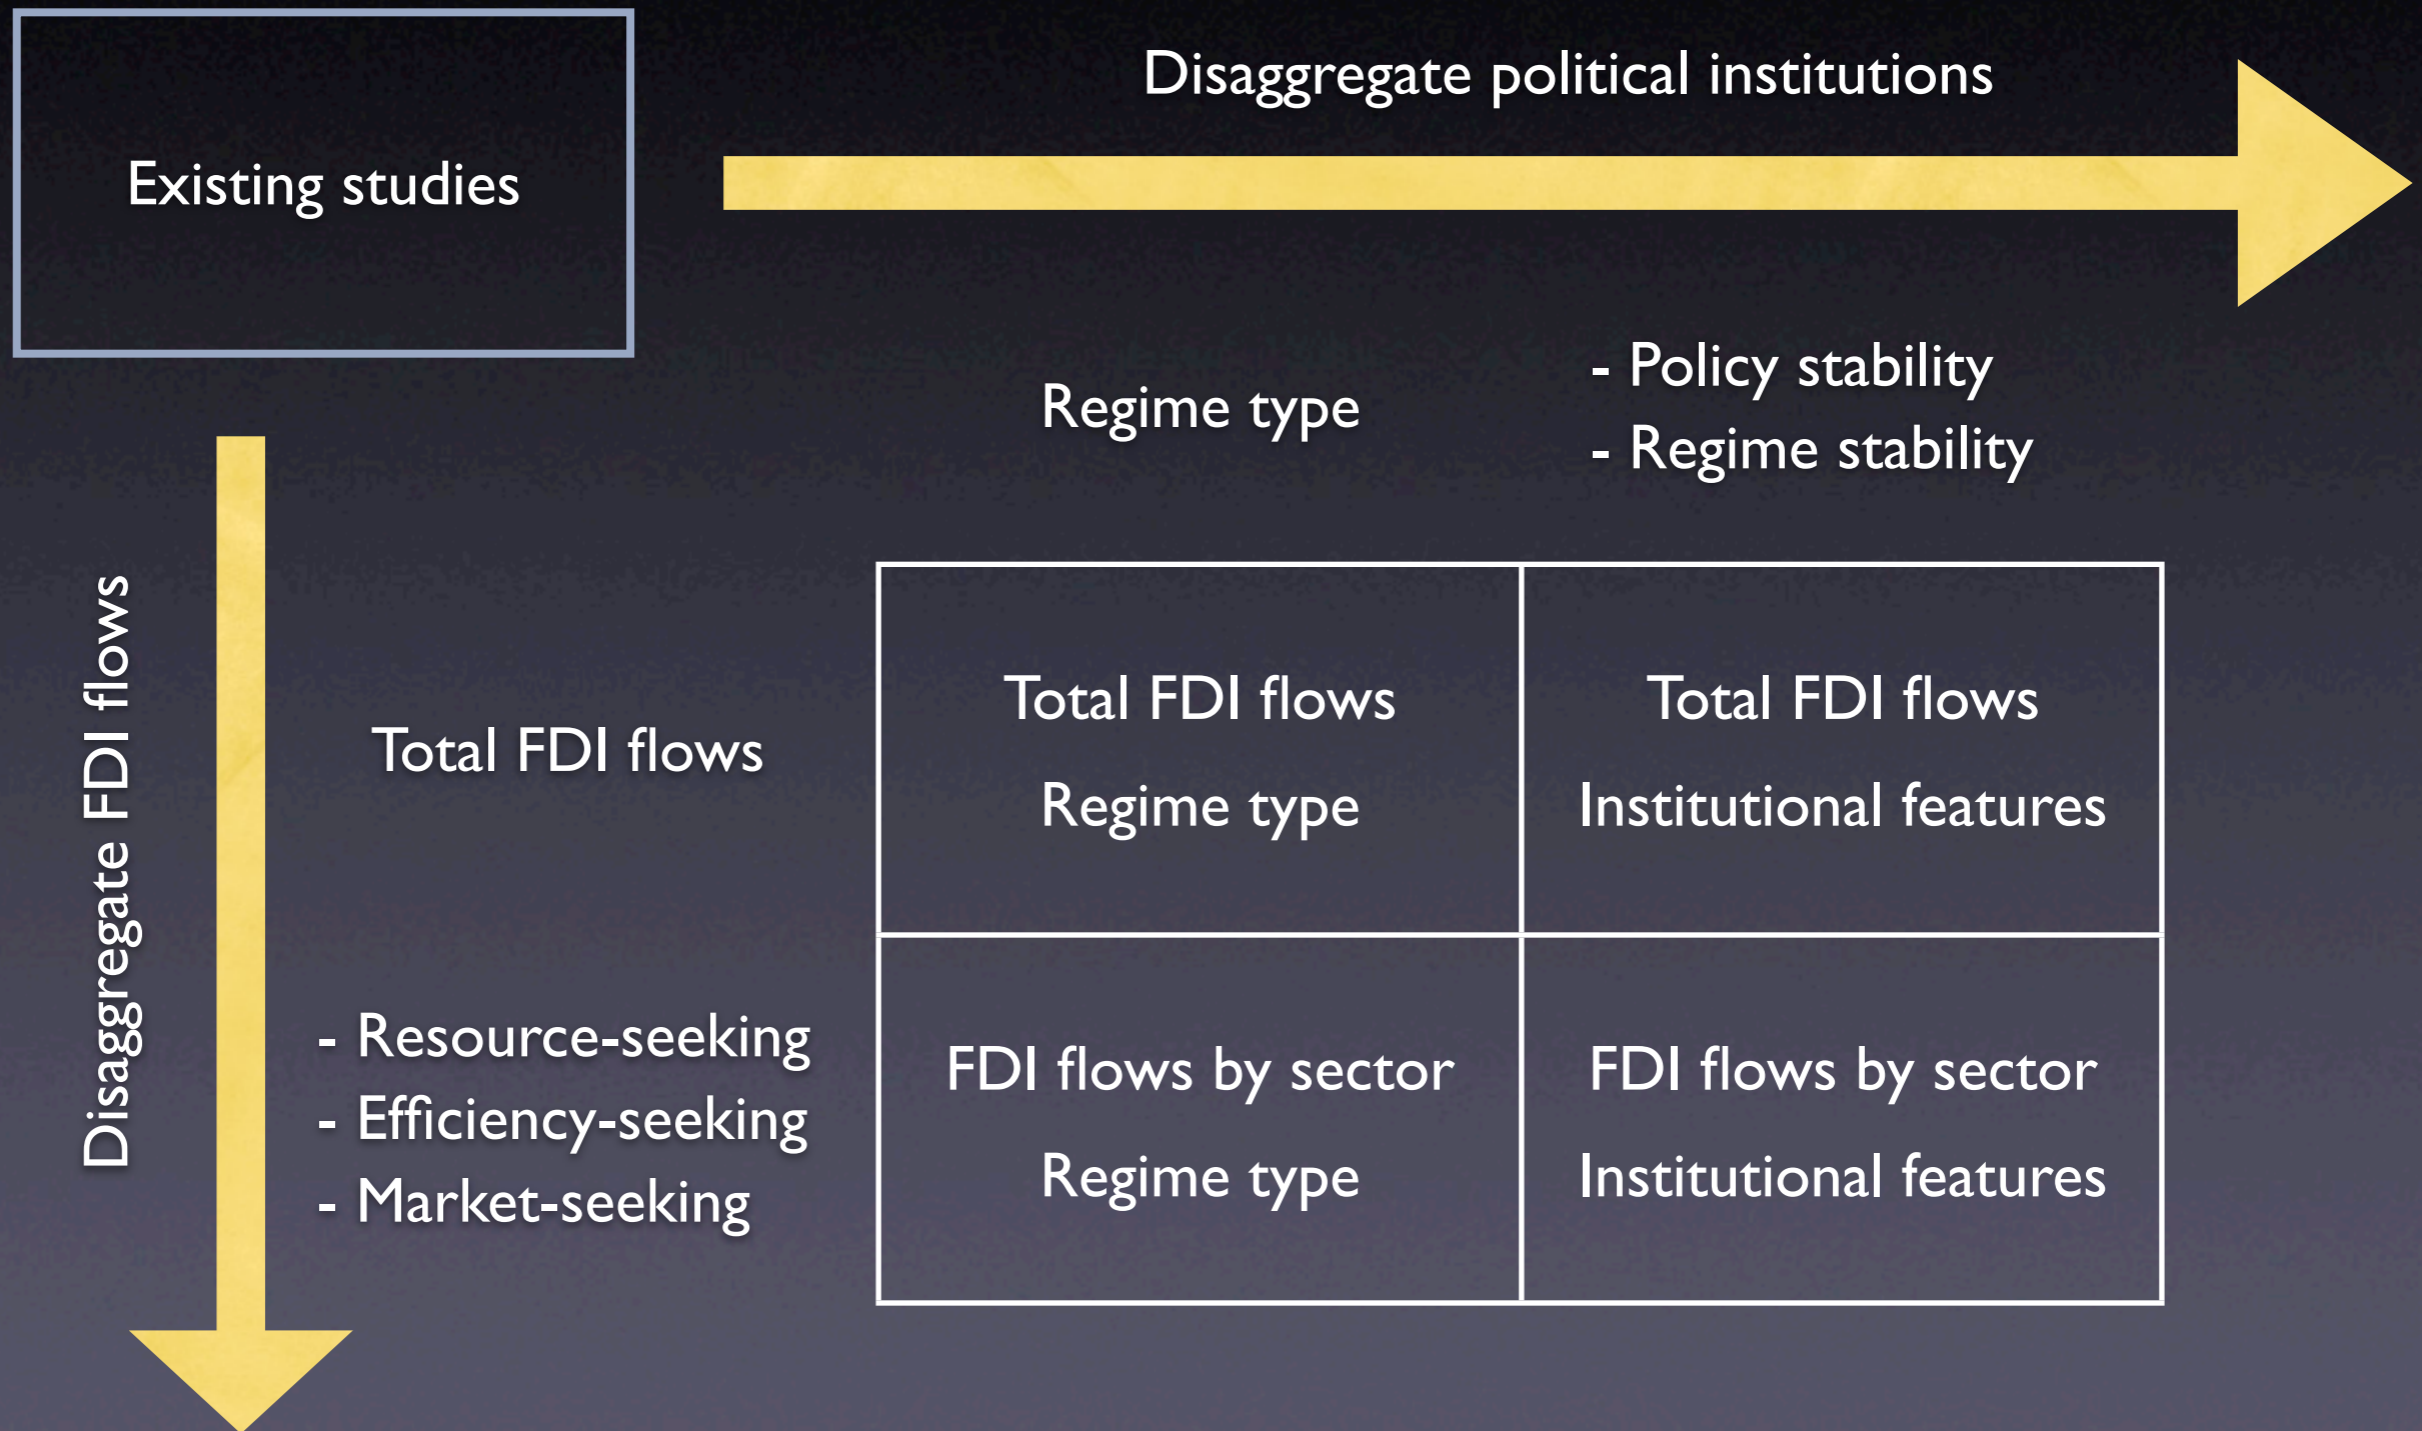 Existing studies
Disaggregate political institutions
Regime type
- Policy stability
- Regime stability
Disaggregate FDI flows
Total FDI flows
- Resource-seeking
- Efficiency-seeking
- Market-seeking
Total FDI flows
Regime type
Total FDI flows
Institutional features
FDI flows by sector
Regime type
FDI flows by sector
Institutional features